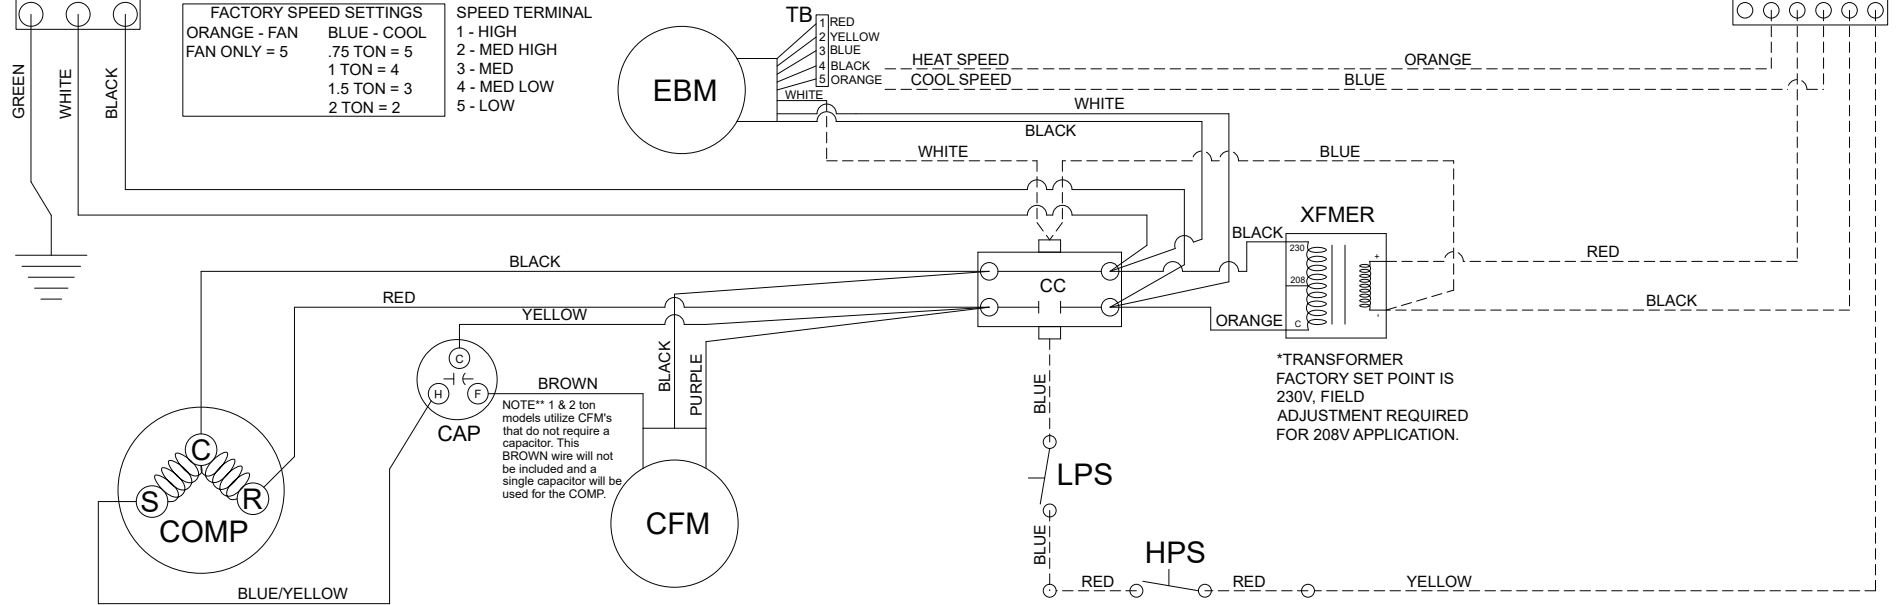 FACTORY SPEED SETTINGS
ORANGE - FAN BLUE - COOL
FAN ONLY = 5 .75 TON = 5
1 TON = 4
1.5 TON = 3
2 TON = 2
SPEED TERMINAL
1 - HIGH
2 - MED HIGH
3 - MED
4 - MED LOW
5 - LOW
GREEN
WHITE
BLACK
EBM
TB
1 RED
2 YELLOW
3 BLUE
4 BLACK
5 ORANGE
WHITE
HEAT SPEED
COOL SPEED
ORANGE
BLUE
WHITE
BLACK
WHITE
BLUE
XFMER
BLACK
230
208
C
+
-
ORANGE
RED
BLACK
*TRANSFORMER
FACTORY SET POINT IS
230V, FIELD
ADJUSTMENT REQUIRED
FOR 208V APPLICATION.
CC
BLACK
RED
YELLOW
BLACK
PURPLE
C
H
F
CAP
BROWN
NOTE** 1 & 2 ton
models utilize CFM's
that do not require a
capacitor. This
BROWN wire will not
be included and a
single capacitor will be
used for the COMP.
C
S
R
COMP
BLUE/YELLOW
CFM
BLUE
LPS
BLUE
HPS
RED
RED
YELLOW